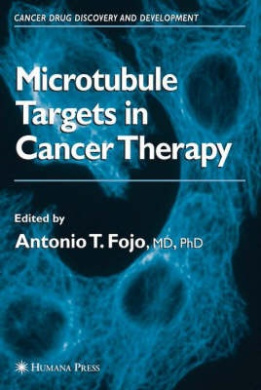 CANCER DRUG DISCOVERY AND DEVELOPMENT
Microtubule
Targets in
Cancer Therapy
Edited by
Antonio T. Fojo, MD, PhD
HUMANA PRESS